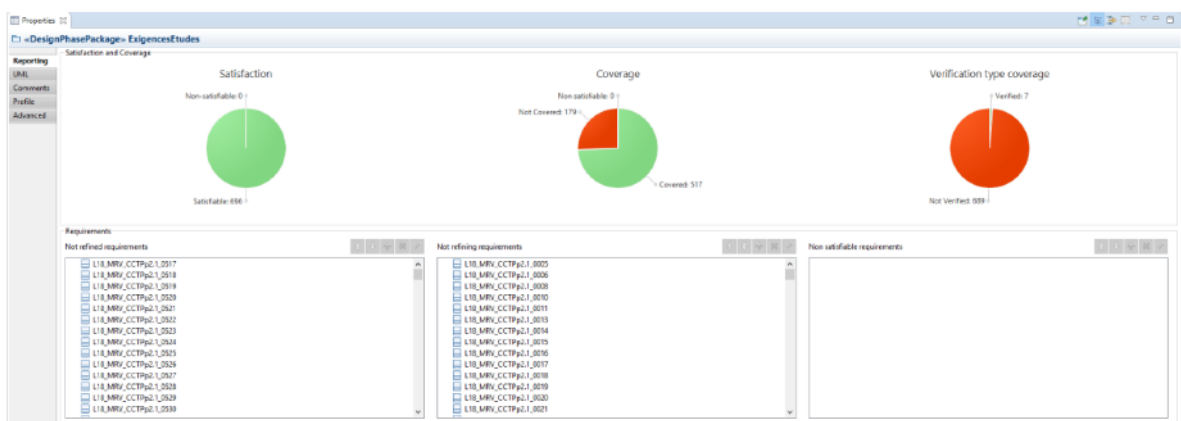 Properties
«DesignPhasePackage» ExigencesEtudes
Reporting
UML
Comments
Profile
Advanced
Satisfaction and Coverage
Satisfaction
Non-satisfiable: 0
Satisfiable: 696
Coverage
Non satisfiable: 0
Not Covered: 179
Covered: 517
Verification type coverage
Verified: 7
Not Verified: 689
Requirements
Not refined requirements
L18_MRV_CCTPp2.1_0517
L18_MRV_CCTPp2.1_0518
L18_MRV_CCTPp2.1_0519
L18_MRV_CCTPp2.1_0520
L18_MRV_CCTPp2.1_0521
L18_MRV_CCTPp2.1_0522
L18_MRV_CCTPp2.1_0523
L18_MRV_CCTPp2.1_0524
L18_MRV_CCTPp2.1_0525
L18_MRV_CCTPp2.1_0526
L18_MRV_CCTPp2.1_0527
L18_MRV_CCTPp2.1_0528
L18_MRV_CCTPp2.1_0529
L18_MRV_CCTPp2.1_0530
Not refining requirements
L18_MRV_CCTPp2.1_0005
L18_MRV_CCTPp2.1_0006
L18_MRV_CCTPp2.1_0008
L18_MRV_CCTPp2.1_0010
L18_MRV_CCTPp2.1_0011
L18_MRV_CCTPp2.1_0013
L18_MRV_CCTPp2.1_0014
L18_MRV_CCTPp2.1_0015
L18_MRV_CCTPp2.1_0016
L18_MRV_CCTPp2.1_0017
L18_MRV_CCTPp2.1_0018
L18_MRV_CCTPp2.1_0019
L18_MRV_CCTPp2.1_0020
L18_MRV_CCTPp2.1_0021
Non satisfiable requirements